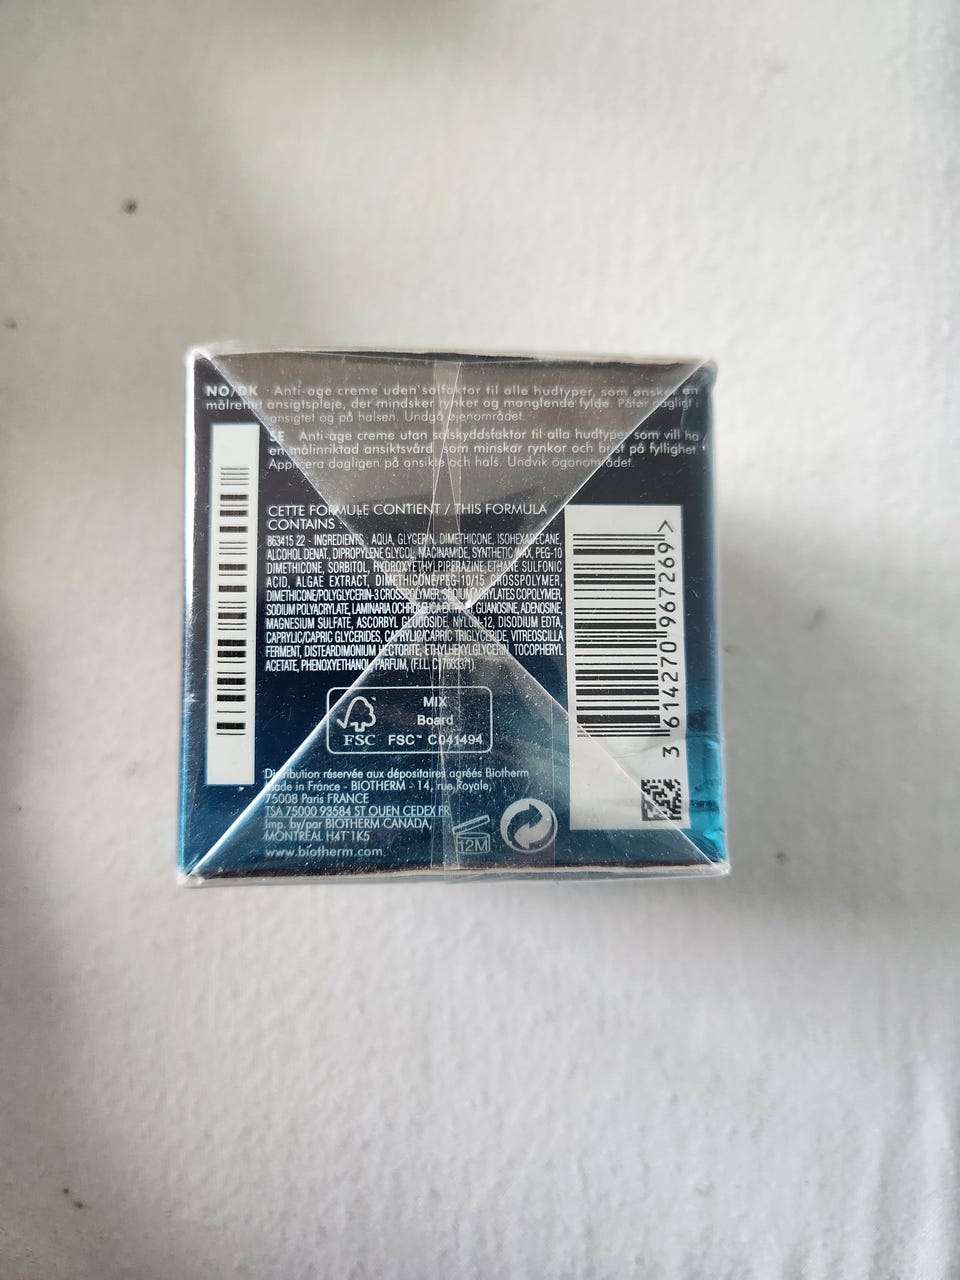 NO/DK - Anti-age creme uden solfaktor til alle hudtyper, som ønsker en
målrettet ansigtspleje, der mindsker rynker og manglende fylde. Påfør dagligt i
ansigtet og på halsen. Undgå øjenområdet.
SE Anti-age creme utan solskyddsfaktor til alla hudtyper som vill ha
en målinriktad ansiktsvård som minskar rynkor och brist på fyllighet
Applicera dagligen på ansikte och hals. Undvik ögonområdet.
CETTE FORMULE CONTIENT / THIS FORMULA
CONTAINS :
863415 22 - INGREDIENTS : AQUA, GLYCERIN, DIMETHICONE, ISOHEXADECANE,
ALCOHOL DENAT., DIPROPYLENE GLYCOL, NIACINAMIDE, SYNTHETIC WAX, PEG-10
DIMETHICONE, SORBITOL, HYDROXYETHYLPIPERAZINE ETHANE SULFONIC
ACID, ALGAE EXTRACT, DIMETHICONE/PEG-10/15 CROSSPOLYMER,
DIMETHICONE/POLYGLYCERIN-3 CROSSPOLYMER, SODIUM ACRYLATES COPOLYMER,
SODIUM POLYACRYLATE, LAMINARIA OCHROLEUCA EXTRACT, GUANOSINE, ADENOSINE,
MAGNESIUM SULFATE, ASCORBYL GLUCOSIDE, NYLON-12, DISODIUM EDTA,
CAPRYLIC/CAPRIC GLYCERIDES, CAPRYLIC/CAPRIC TRIGLYCERIDE, VITREOSCILLA
FERMENT, DISTEARDIMONIUM HECTORITE, ETHYLHEXYLGLYCERIN, TOCOPHERYL
ACETATE, PHENOXYETHANOL, PARFUM, (F.I.L. C176633/1)
MIX
Board
FSC FSC™ C041494
Distribution réservée aux dépositaires agréés Biotherm
Made in France - BIOTHERM - 14, rue Royale,
75008 Paris FRANCE
TSA 75000 93584 ST OUEN CEDEX FR
Imp. by/par BIOTHERM CANADA,
MONTRÉAL H4T 1K5
www.biotherm.com
12M
3 614270 967269 >